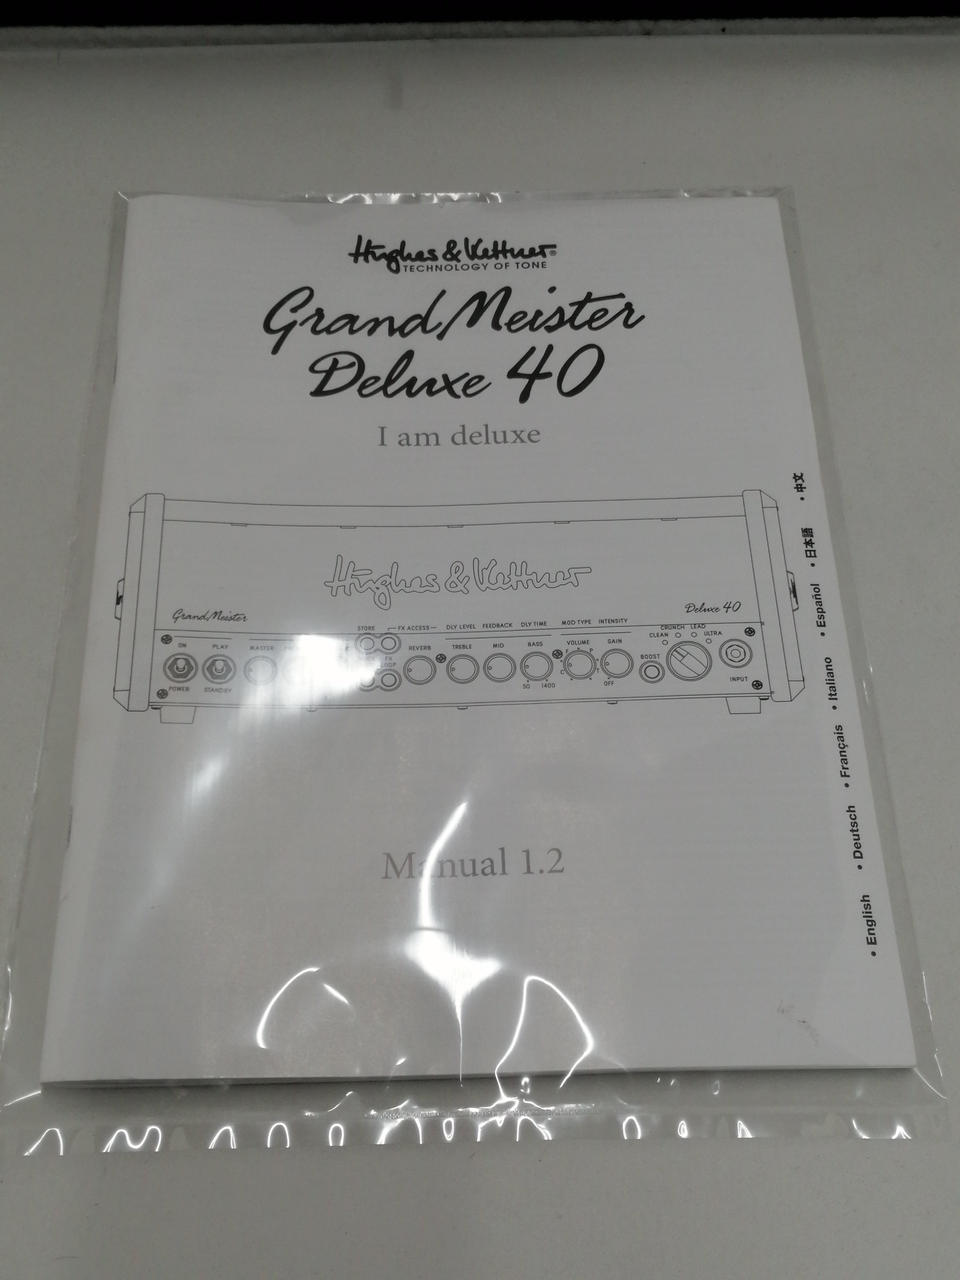 Hughes & Kettner®
TECHNOLOGY OF TONE
GrandMeister
Deluxe 40
I am deluxe
Hughes & Kettner
GrandMeister
Deluxe 40
STORE
FX ACCESS
DLY LEVEL FEEDBACK DLY TIME MOD TYPE INTENSITY
CRUNCH LEAD
CLEAN ULTRA
ON PLAY MASTER FX REVERB TREBLE MID BASS VOLUME GAIN BOOST
LOOP
POWER STANDBY 50 1400 C F P T OFF INPUT
Manual 1.2
• English • Deutsch • Français • Italiano • Español • 日本語 • 中文